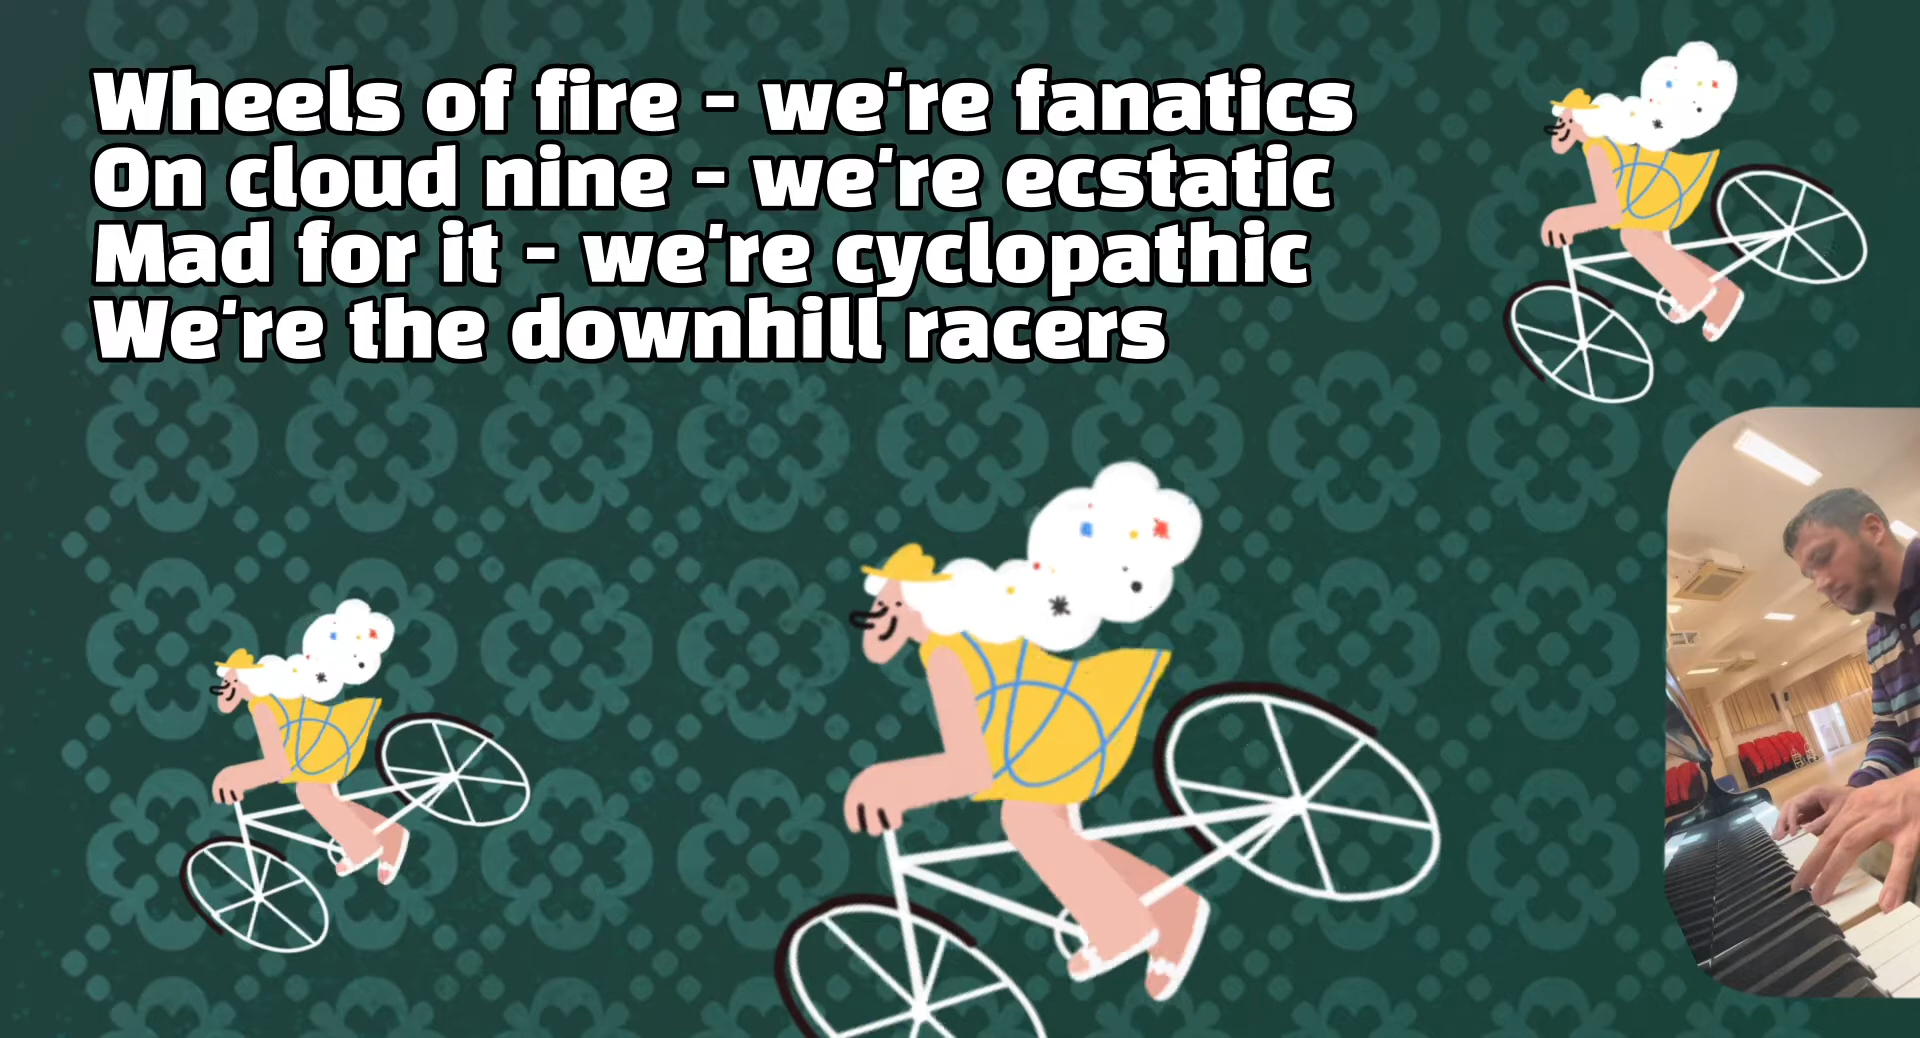 Wheels of fire - we're fanatics
On cloud nine - we're ecstatic
Mad for it - we're cyclopathic
We're the downhill racers